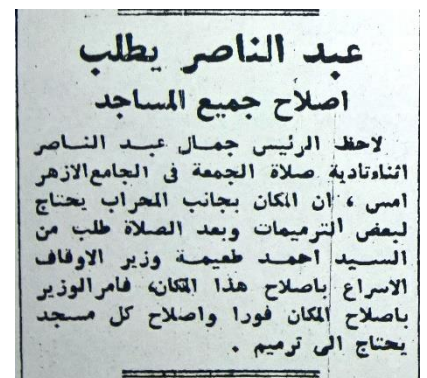 عبد الناصر يطلب
اصلاح جميع المساجد
لاحظ الرئيس جمال عبد الناصر
اثناءتادية صلاة الجمعة فى الجامع الازهر
امس ، ان المكان بجانب المحراب يحتاج
لبعض الترميمات وبعد الصلاة طلب من
السيد احمد طعيمة وزير الاوقاف
الاسراع باصلاح هذا المكان، فامر الوزير
باصلاح المكان فورا واصلاح كل مسجد
يحتاج الى ترميم .